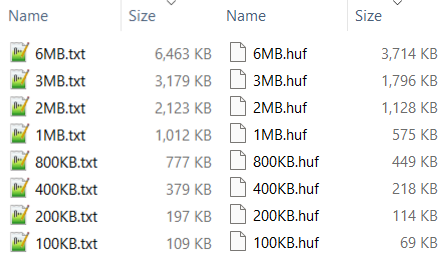 Name Size Name Size
6MB.txt 6,463 KB 6MB.huf 3,714 KB
3MB.txt 3,179 KB 3MB.huf 1,796 KB
2MB.txt 2,123 KB 2MB.huf 1,128 KB
1MB.txt 1,012 KB 1MB.huf 575 KB
800KB.txt 777 KB 800KB.huf 449 KB
400KB.txt 379 KB 400KB.huf 218 KB
200KB.txt 197 KB 200KB.huf 114 KB
100KB.txt 109 KB 100KB.huf 69 KB